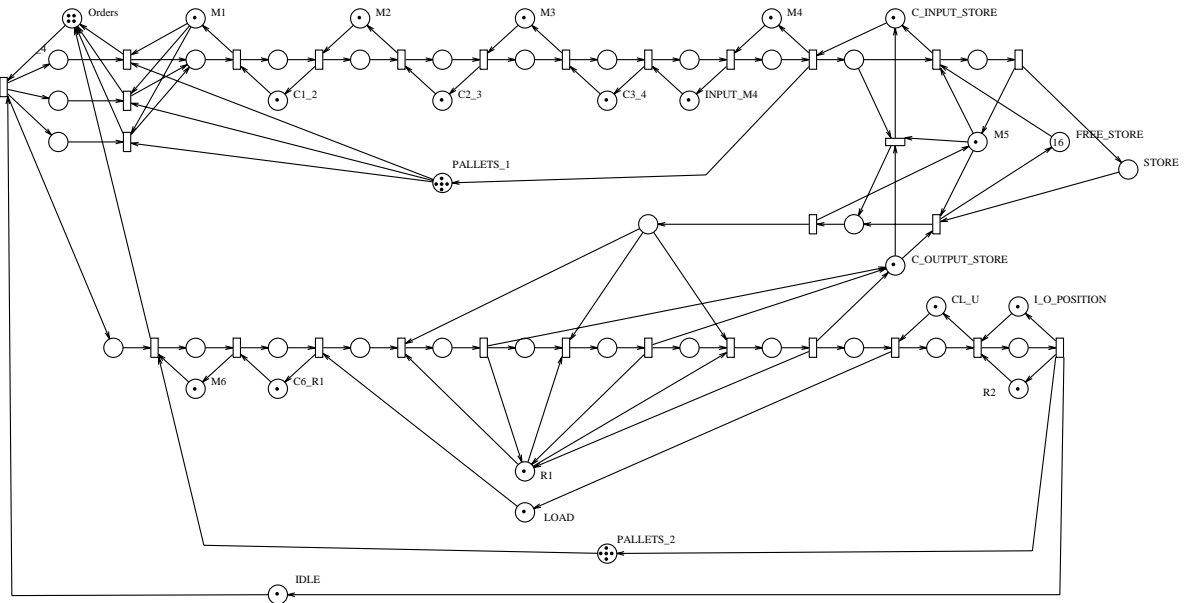 Orders
M1
M2
M3
M4
C_INPUT_STORE
_4
C1_2
C2_3
C3_4
INPUT_M4
M5
16
FREE_STORE
STORE
PALLETS_1
C_OUTPUT_STORE
CL_U
I_O_POSITION
M6
C6_R1
R2
R1
LOAD
PALLETS_2
IDLE